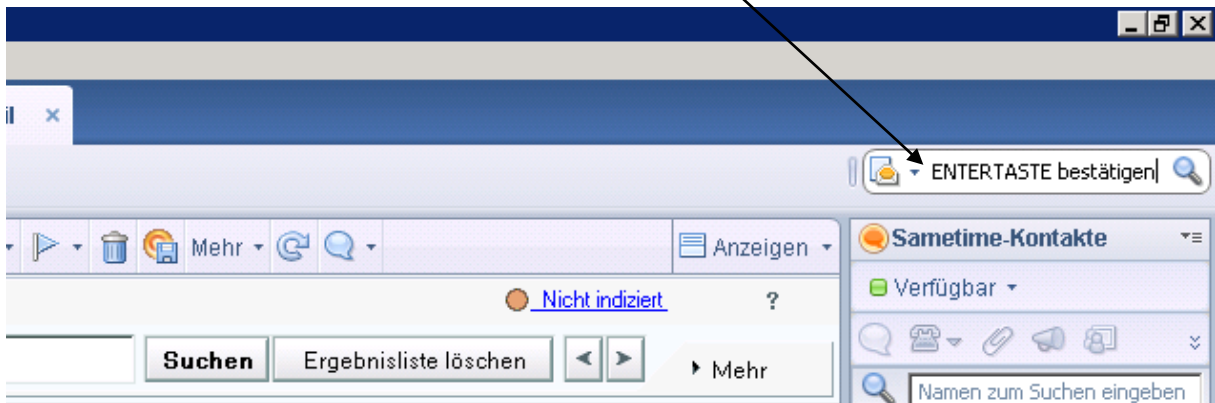 il
ENTERTASTE bestätigen
Mehr
Anzeigen
Sametime-Kontakte
Verfügbar
Nicht indiziert
?
Suchen
Ergebnisliste löschen
Mehr
Namen zum Suchen eingeben